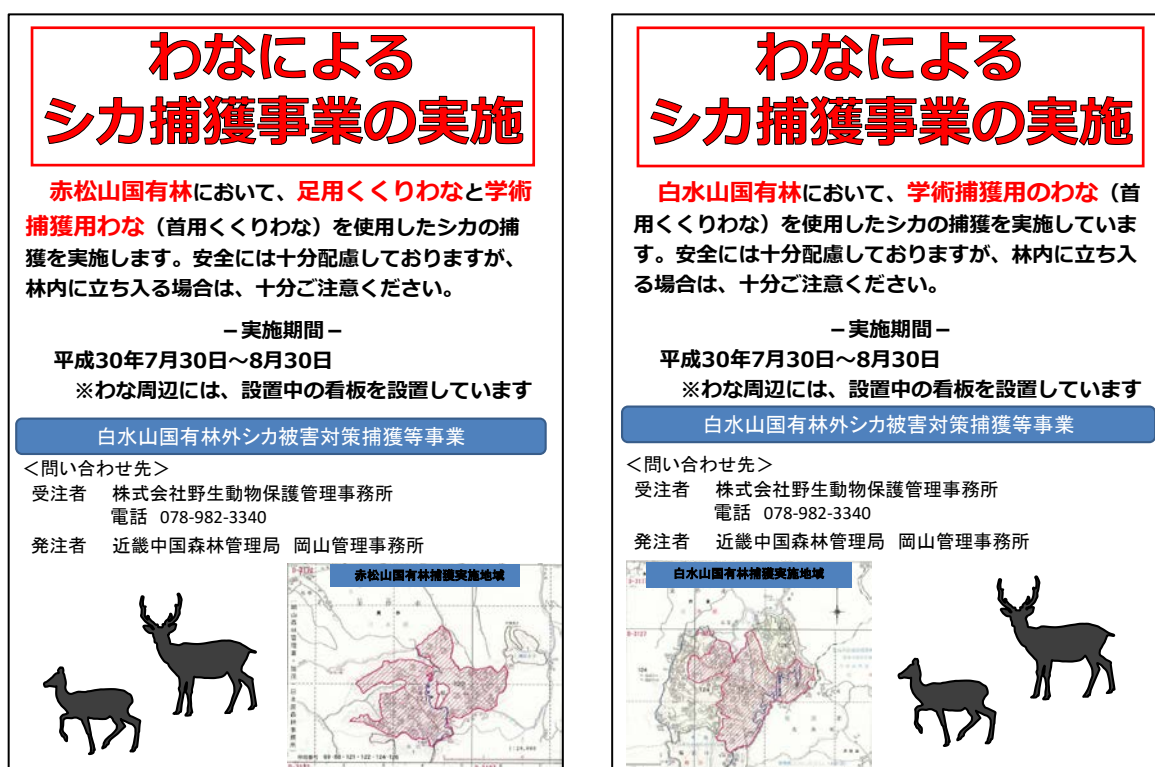 わなによる
シカ捕獲事業の実施
赤松山国有林において、足用くくりわなと学術
捕獲用わな（首用くくりわな）を使用したシカの捕
獲を実施します。安全には十分配慮しておりますが、
林内に立ち入る場合は、十分ご注意ください。
－実施期間－
平成30年7月30日～8月30日
※わな周辺には、設置中の看板を設置しています
白水山国有林外シカ被害対策捕獲等事業
＜問い合わせ先＞
受注者 株式会社野生動物保護管理事務所
電話 078-982-3340
発注者 近畿中国森林管理局 岡山管理事務所
赤松山国有林捕獲実施地域
わなによる
シカ捕獲事業の実施
白水山国有林において、学術捕獲用のわな（首
用くくりわな）を使用したシカの捕獲を実施していま
す。安全には十分配慮しておりますが、林内に立ち入
る場合は、十分ご注意ください。
－実施期間－
平成30年7月30日～8月30日
※わな周辺には、設置中の看板を設置しています
白水山国有林外シカ被害対策捕獲等事業
＜問い合わせ先＞
受注者 株式会社野生動物保護管理事務所
電話 078-982-3340
発注者 近畿中国森林管理局 岡山管理事務所
白水山国有林捕獲実施地域